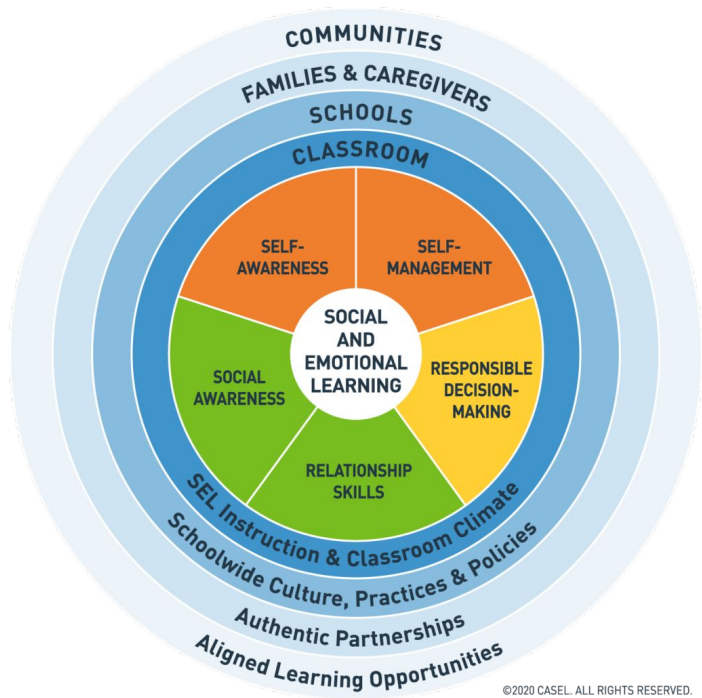 COMMUNITIES
FAMILIES & CAREGIVERS
SCHOOLS
CLASSROOM
SELF-
AWARENESS
SELF-
MANAGEMENT
SOCIAL
AND
EMOTIONAL
LEARNING
SOCIAL
AWARENESS
RESPONSIBLE
DECISION-
MAKING
RELATIONSHIP
SKILLS
SEL Instruction & Classroom Climate
Schoolwide Culture, Practices & Policies
Authentic Partnerships
Aligned Learning Opportunities
©2020 CASEL. ALL RIGHTS RESERVED.